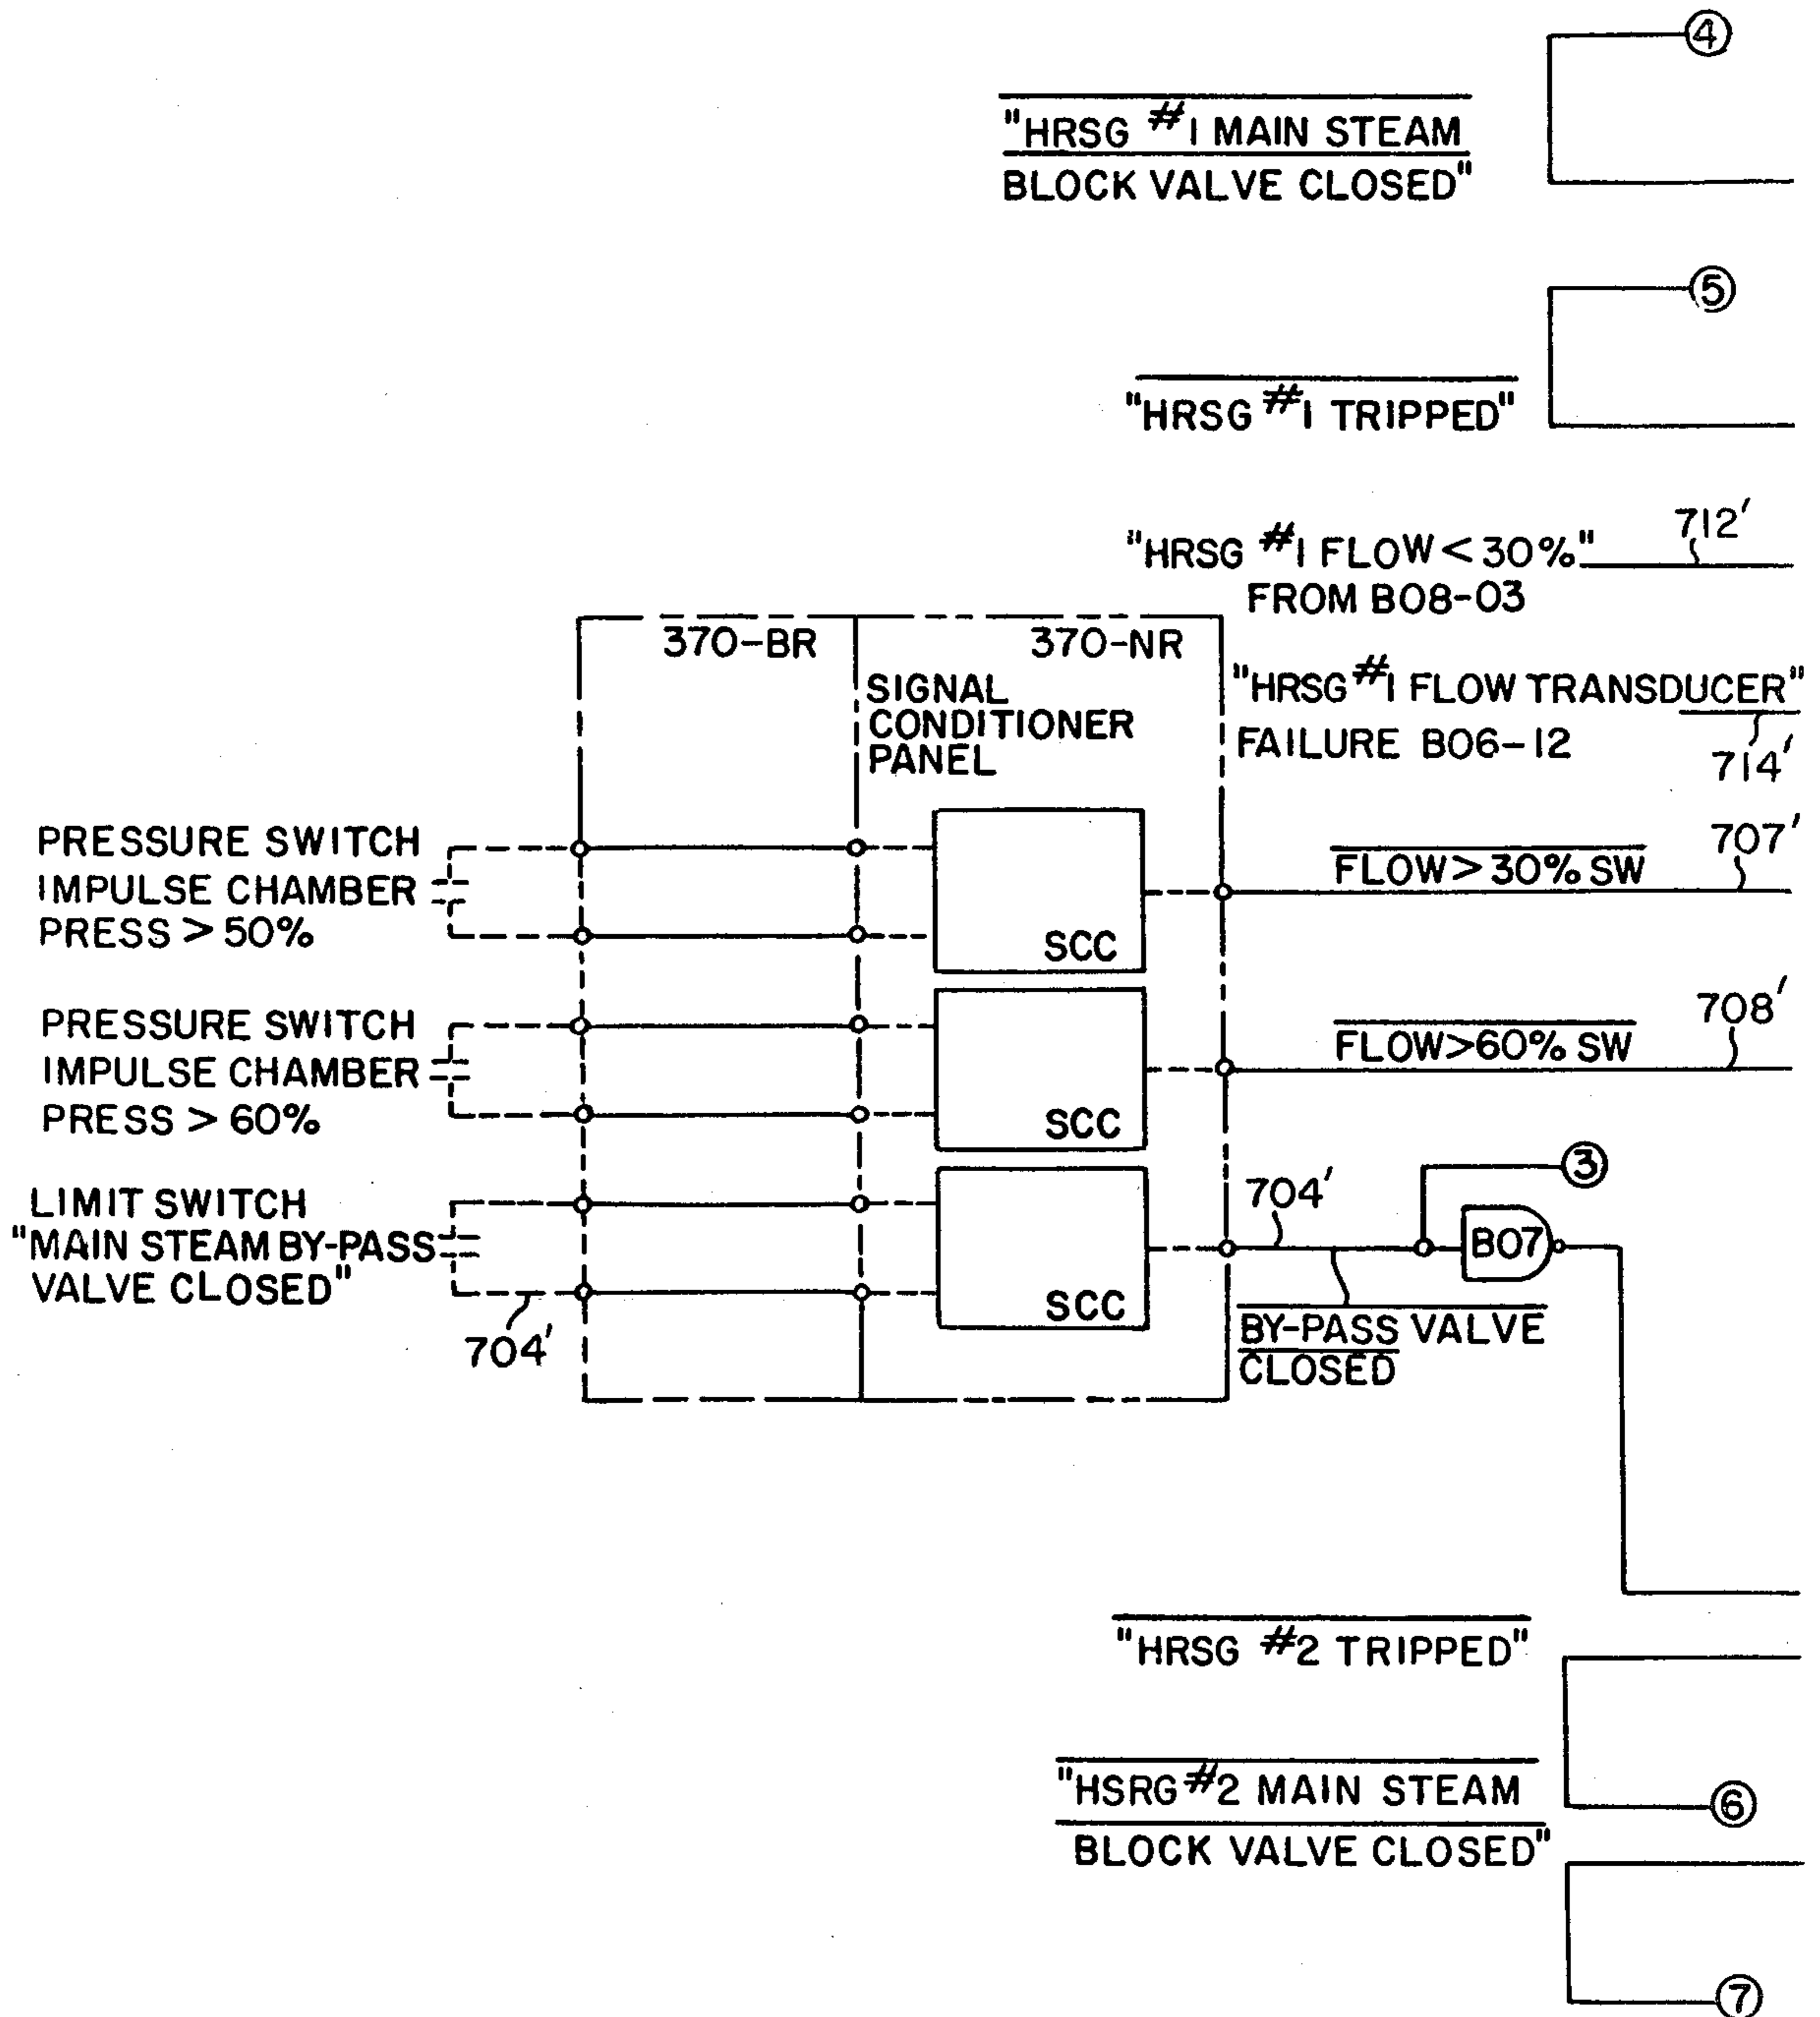 ④
"HRSG #1 MAIN STEAM
BLOCK VALVE CLOSED"
⑤
"HRSG #1 TRIPPED"
712'
"HRSG #1 FLOW < 30%"
FROM B08-03
370-BR
370-NR
SIGNAL
CONDITIONER
PANEL
"HRSG #1 FLOW TRANSDUCER"
FAILURE B06-12
714'
PRESSURE SWITCH
IMPULSE CHAMBER
PRESS > 50%
SCC
FLOW > 30% SW
707'
PRESSURE SWITCH
IMPULSE CHAMBER
PRESS > 60%
SCC
FLOW>60% SW
708'
LIMIT SWITCH
"MAIN STEAM BY-PASS
VALVE CLOSED"
704'
SCC
704'
③
B07
BY-PASS VALVE
CLOSED
"HRSG #2 TRIPPED"
"HSRG #2 MAIN STEAM
BLOCK VALVE CLOSED"
⑥
⑦